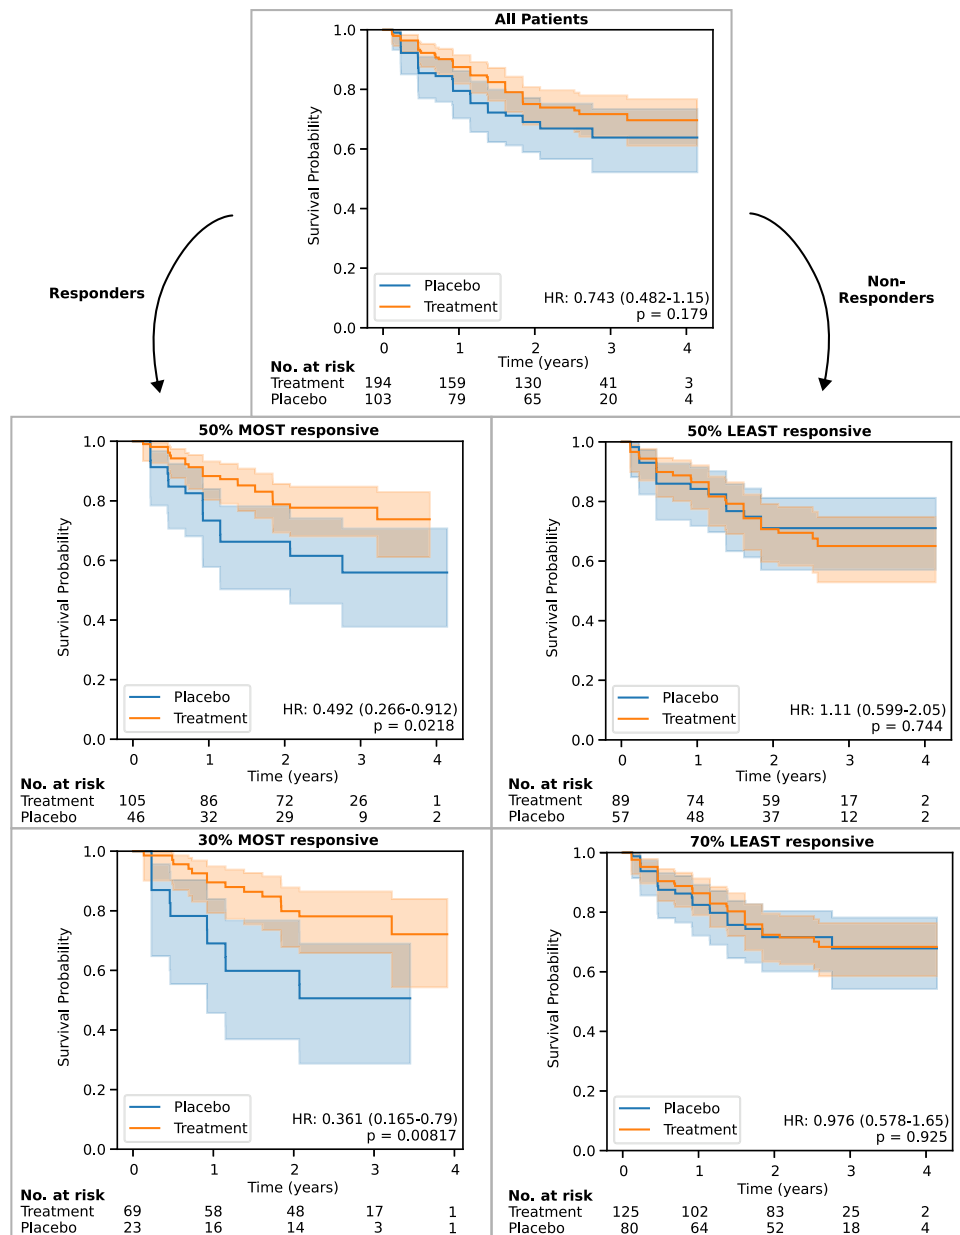 All Patients
1.0
0.8
0.6
0.4
0.2
0.0
Survival Probability
Placebo
Treatment
HR: 0.743 (0.482-1.15)
p = 0.179
0 1 2 3 4
Time (years)
No. at risk
Treatment 194 159 130 41 3
Placebo 103 79 65 20 4
Responders
Non-
Responders
50% MOST responsive
1.0
0.8
0.6
0.4
0.2
0.0
Survival Probability
Placebo
Treatment
HR: 0.492 (0.266-0.912)
p = 0.0218
0 1 2 3 4
Time (years)
No. at risk
Treatment 105 86 72 26 1
Placebo 46 32 29 9 2
50% LEAST responsive
1.0
0.8
0.6
0.4
0.2
0.0
Survival Probability
Placebo
Treatment
HR: 1.11 (0.599-2.05)
p = 0.744
0 1 2 3 4
Time (years)
No. at risk
Treatment 89 74 59 17 2
Placebo 57 48 37 12 2
30% MOST responsive
1.0
0.8
0.6
0.4
0.2
0.0
Survival Probability
Placebo
Treatment
HR: 0.361 (0.165-0.79)
p = 0.00817
0 1 2 3 4
Time (years)
No. at risk
Treatment 69 58 48 17 1
Placebo 23 16 14 3 1
70% LEAST responsive
1.0
0.8
0.6
0.4
0.2
0.0
Survival Probability
Placebo
Treatment
HR: 0.976 (0.578-1.65)
p = 0.925
0 1 2 3 4
Time (years)
No. at risk
Treatment 125 102 83 25 2
Placebo 80 64 52 18 4